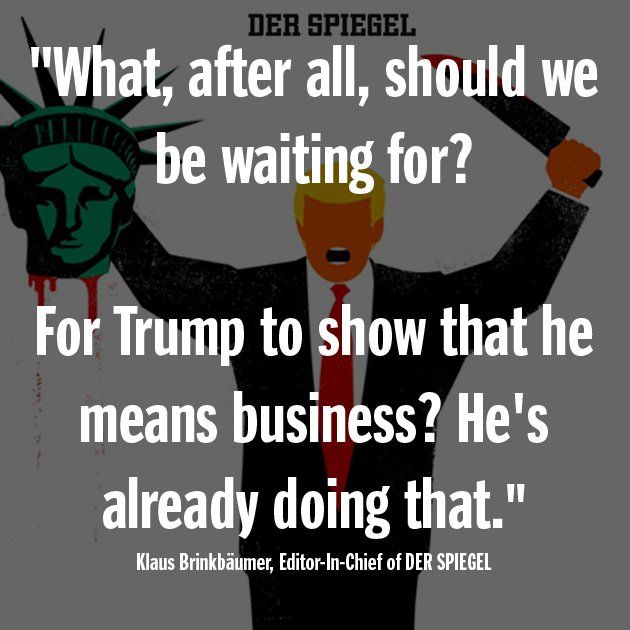 DER SPIEGEL
"What, after all, should we
be waiting for?
For Trump to show that he
means business? He's
already doing that."
Klaus Brinkbäumer, Editor-In-Chief of DER SPIEGEL